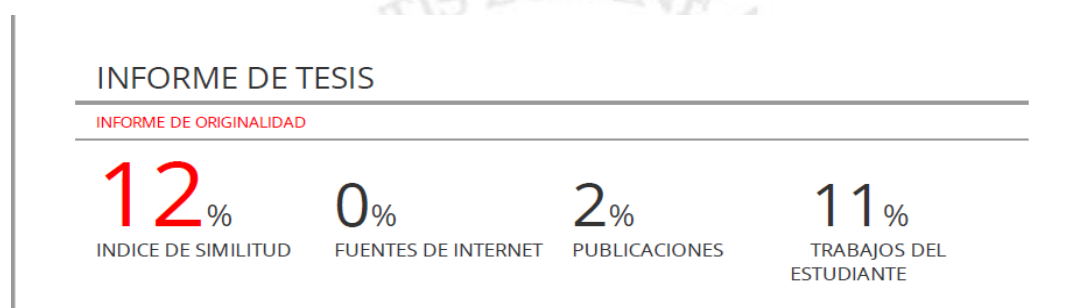 INFORME DE TESIS
INFORME DE ORIGINALIDAD
12% 0% 2% 11%
INDICE DE SIMILITUD FUENTES DE INTERNET PUBLICACIONES TRABAJOS DEL
ESTUDIANTE